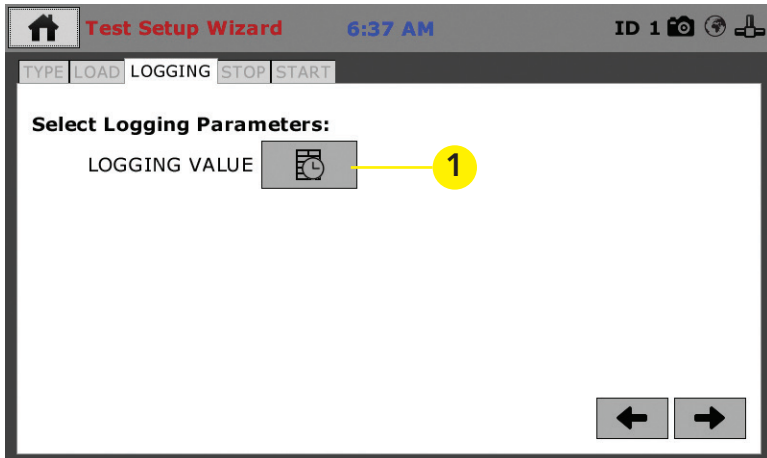 Test Setup Wizard 6:37 AM ID 1
TYPE LOAD LOGGING STOP START
Select Logging Parameters:
LOGGING VALUE 1